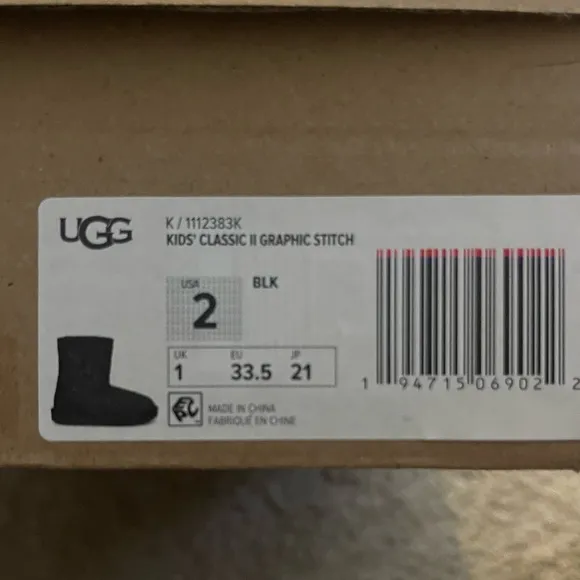 UGG
K / 1112383K
KIDS' CLASSIC II GRAPHIC STITCH
USA
2
BLK
UK EU JP
1 33.5 21
MADE IN CHINA
FABRIQUÉ EN CHINE
1 94715 06902 2